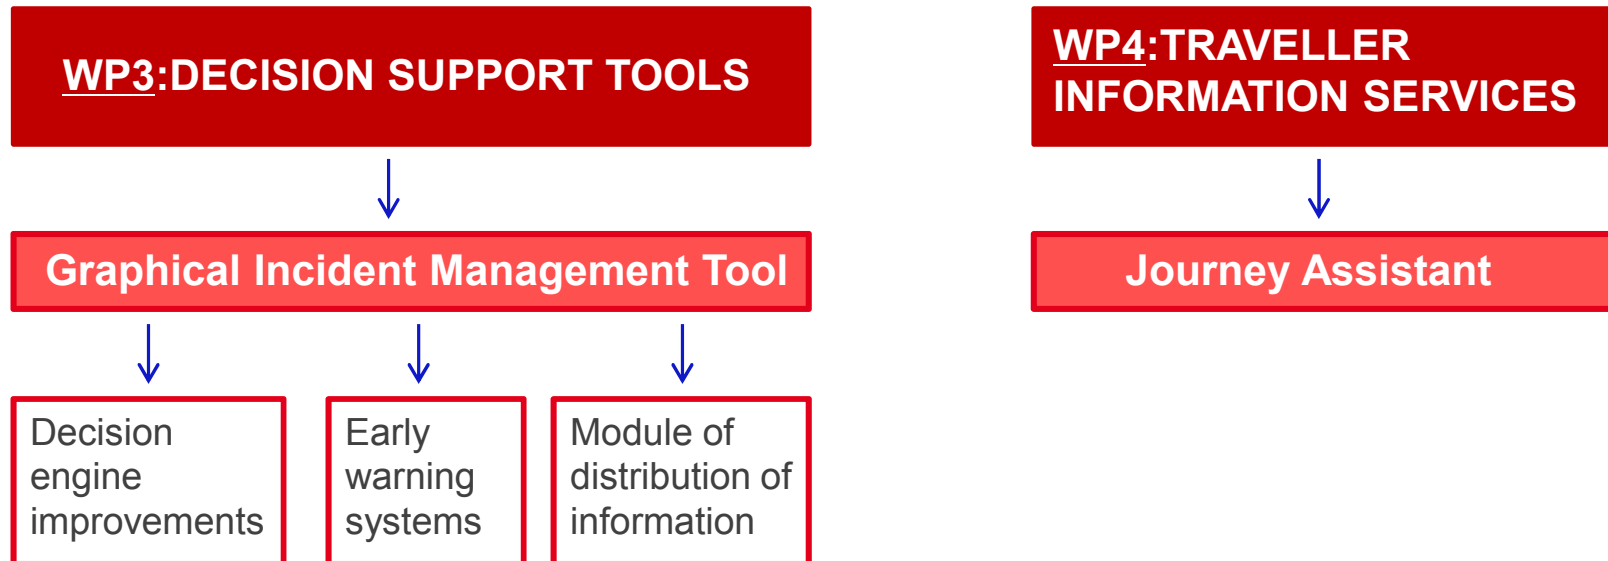 WP3:DECISION SUPPORT TOOLS
WP4:TRAVELLER
INFORMATION SERVICES
Graphical Incident Management Tool
Journey Assistant
Decision
engine
improvements
Early
warning
systems
Module of
distribution of
information